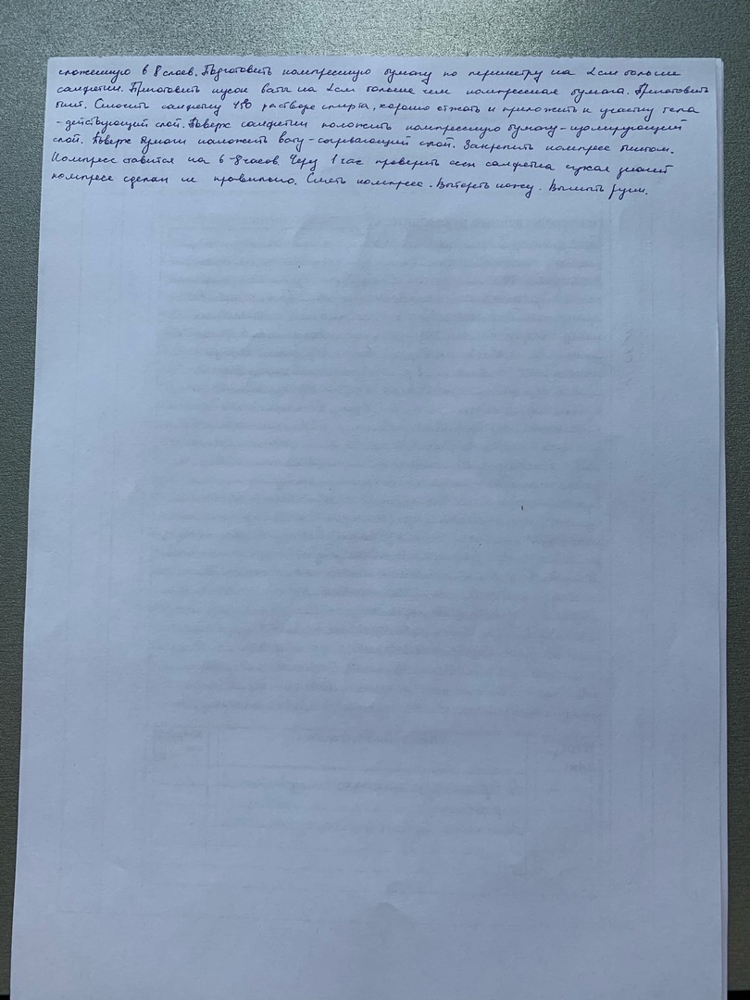 сложенную в 8 слоев. Подготовить компрессную бумагу по периметру на 2см больше
салфетки. Приготовить кусок ваты на 2см больше чем компрессная бумага. Приготовить
бинт. Смочить салфетку растворе спирта, хорошо отжать и приложить к участку тела
- действующий слой. Поверх салфетки положить компрессную бумагу - изолирующий
слой. Поверх бумаги наложить вату - согревающий слой. Закрепить компресс бинтом.
Компресс ставится на 6-8 часов. Через 1 час проверить если салфетка сухая значит
компресс сделан не правильно. Снять компресс. Вытереть кожу. Вымыть руки.